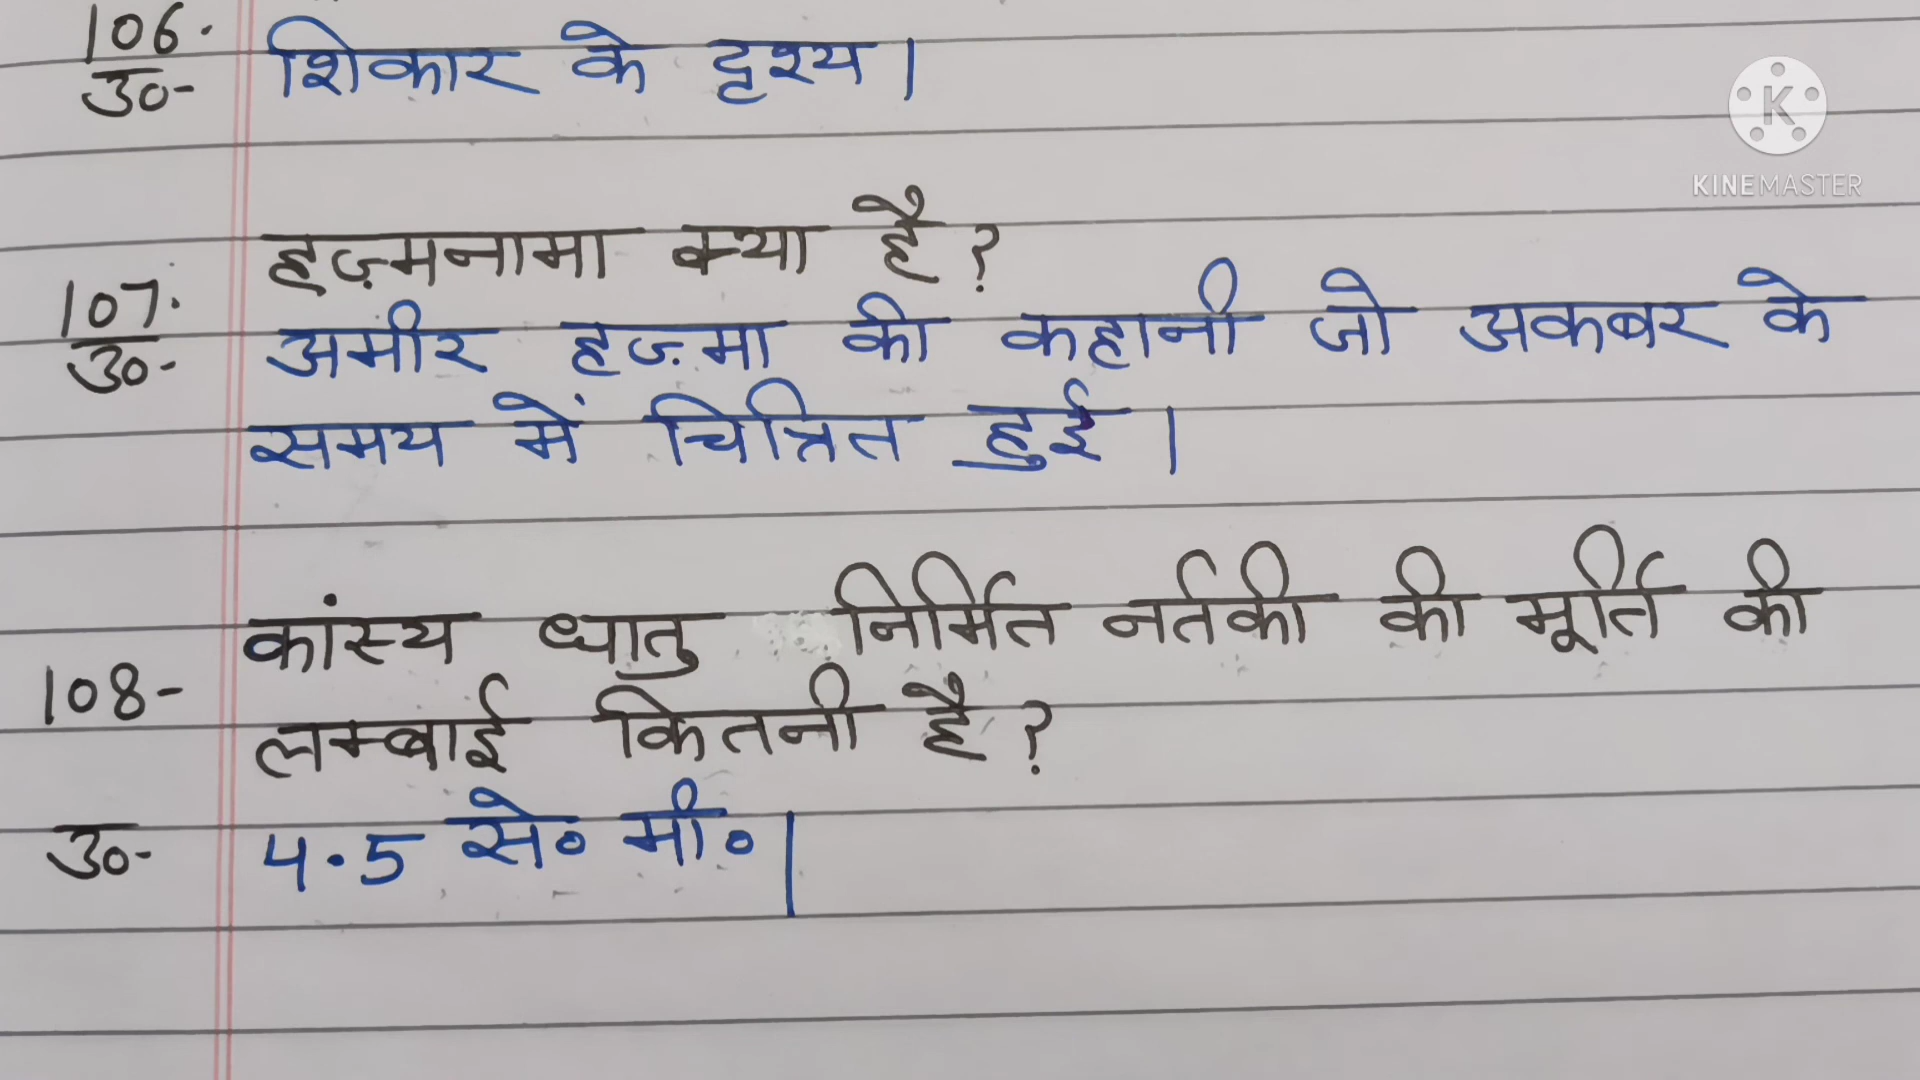 106.
उ०- शिकार के दृश्य।
KINEMASTER
हज़मनामा क्या है?
107.
उ०- अमीर हज़मा की कहानी जो अकबर के
समय में चित्रित हुई।
कांस्य धातु निर्मित नर्तकी की मूर्ति की
108- लम्बाई कितनी है?
उ०- 4.5 से० मी०।